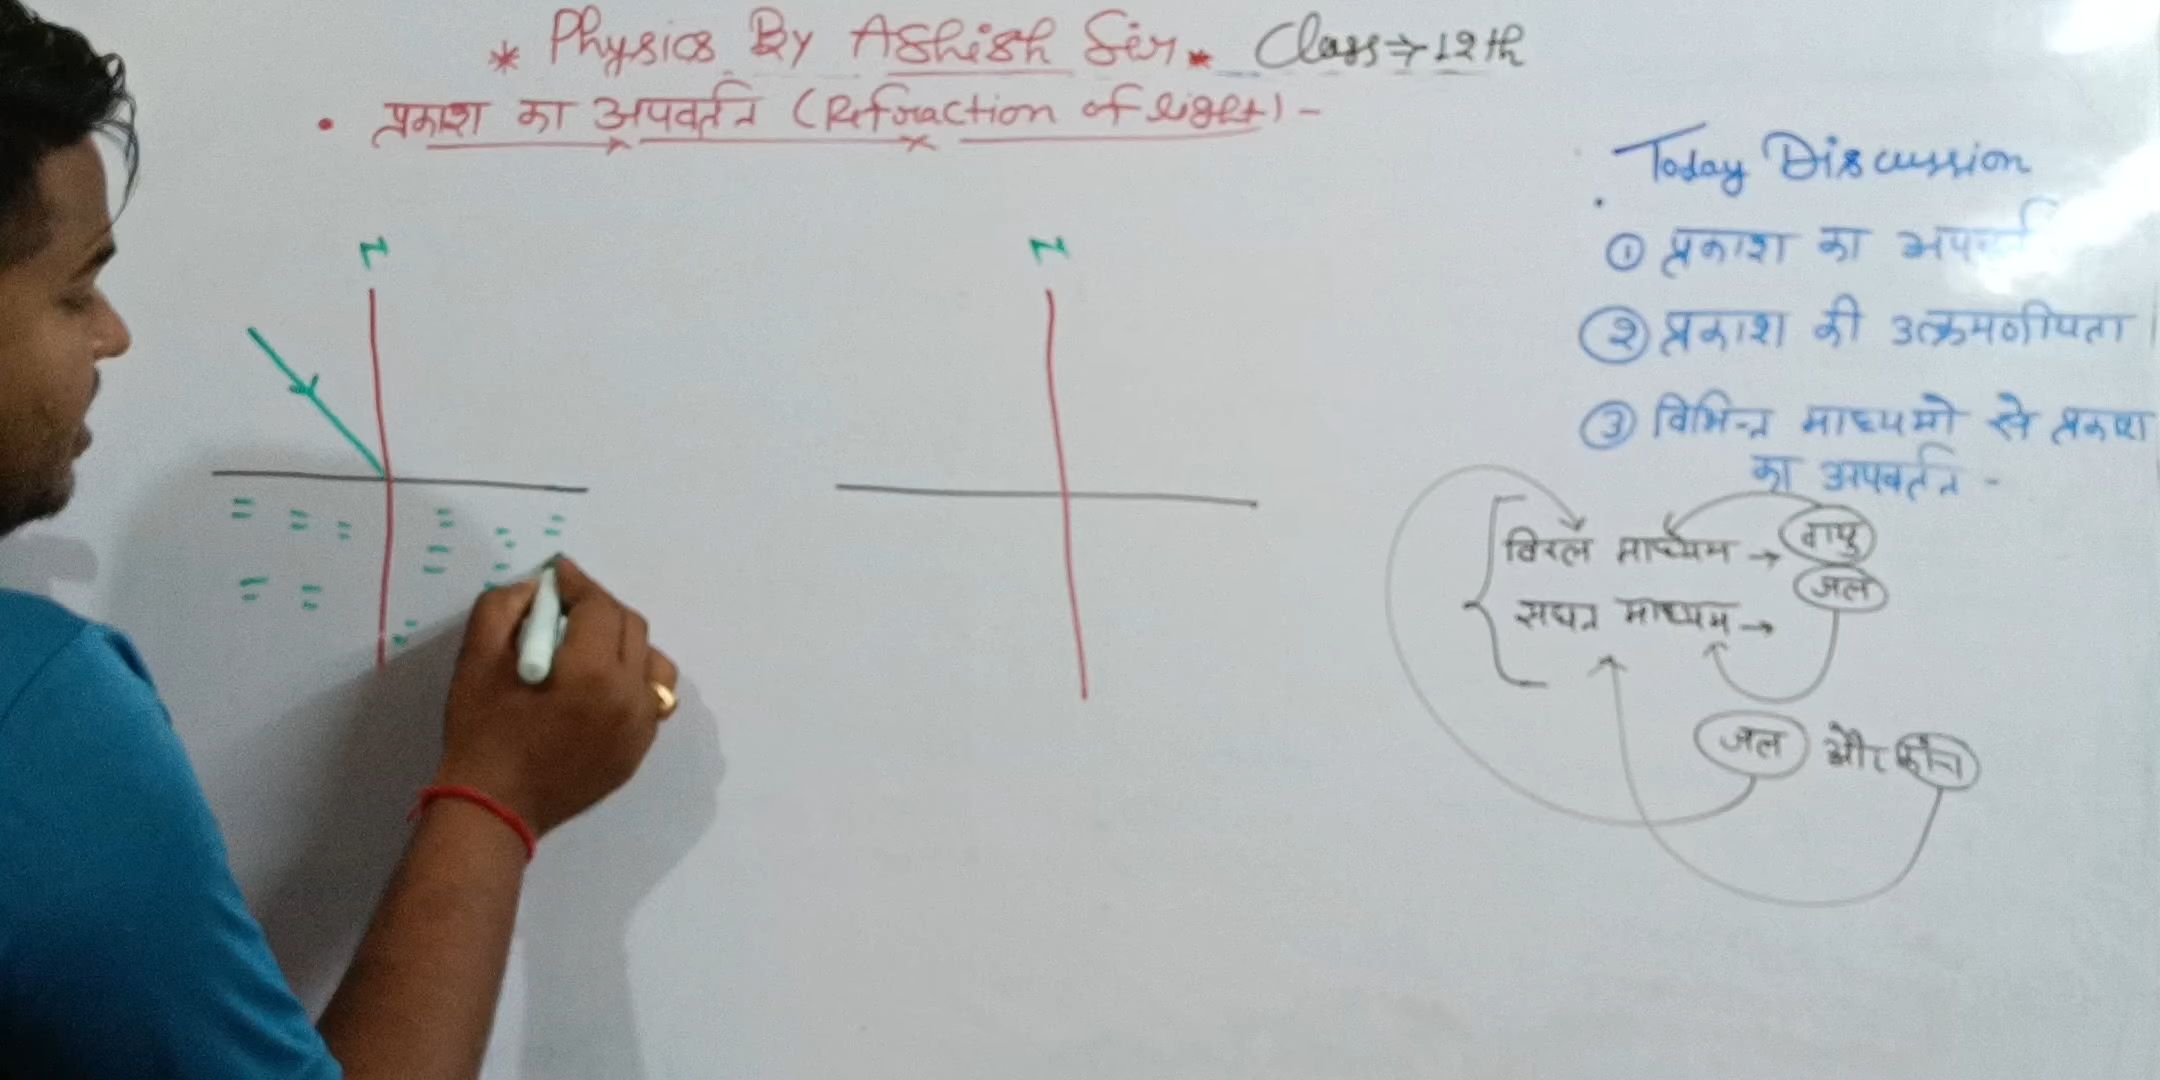 * Physics By Ashish Sir * Class → 12th
• प्रकाश का अपवर्तन (Refraction of light) -
Today Discussion
① प्रकाश का
② प्रकाश की उत्क्रमणीयता
③ विभिन्न माध्यमो से प्रकाश
का अपवर्तन -
N
N
विरल माध्यम → वायु
जल
सघन माध्यम →
जल और काँच